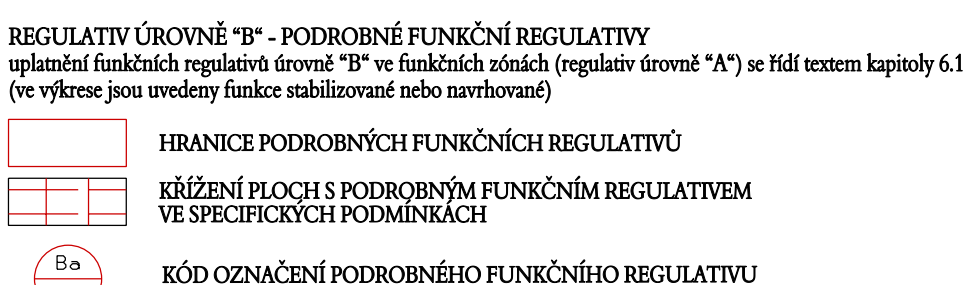 REGULATIV ÚROVNĚ “B“ - PODROBNÉ FUNKČNÍ REGULATIVY
uplatnění funkčních regulativů úrovně “B“ ve funkčních zónách (regulativ úrovně “A“) se řídí textem kapitoly 6.1
(ve výkrese jsou uvedeny funkce stabilizované nebo navrhované)
HRANICE PODROBNÝCH FUNKČNÍCH REGULATIVŮ
KŘÍŽENÍ PLOCH S PODROBNÝM FUNKČNÍM REGULATIVEM
VE SPECIFICKÝCH PODMÍNKÁCH
Ba
KÓD OZNAČENÍ PODROBNÉHO FUNKČNÍHO REGULATIVU